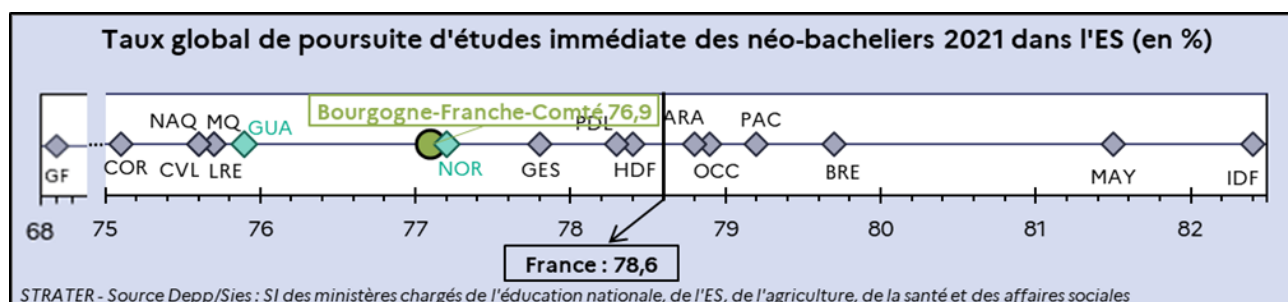 Taux global de poursuite d'études immédiate des néo-bacheliers 2021 dans l'ES (en %)
Bourgogne-Franche-Comté 76,9
NAQ MQ GUA PDL ARA PAC
GF COR CVL LRE NOR GES HDF OCC BRE MAY IDF
68 75 76 77 78 79 80 81 82
France : 78,6
STRATER - Source Depp/Sies : SI des ministères chargés de l'éducation nationale, de l'ES, de l'agriculture, de la santé et des affaires sociales